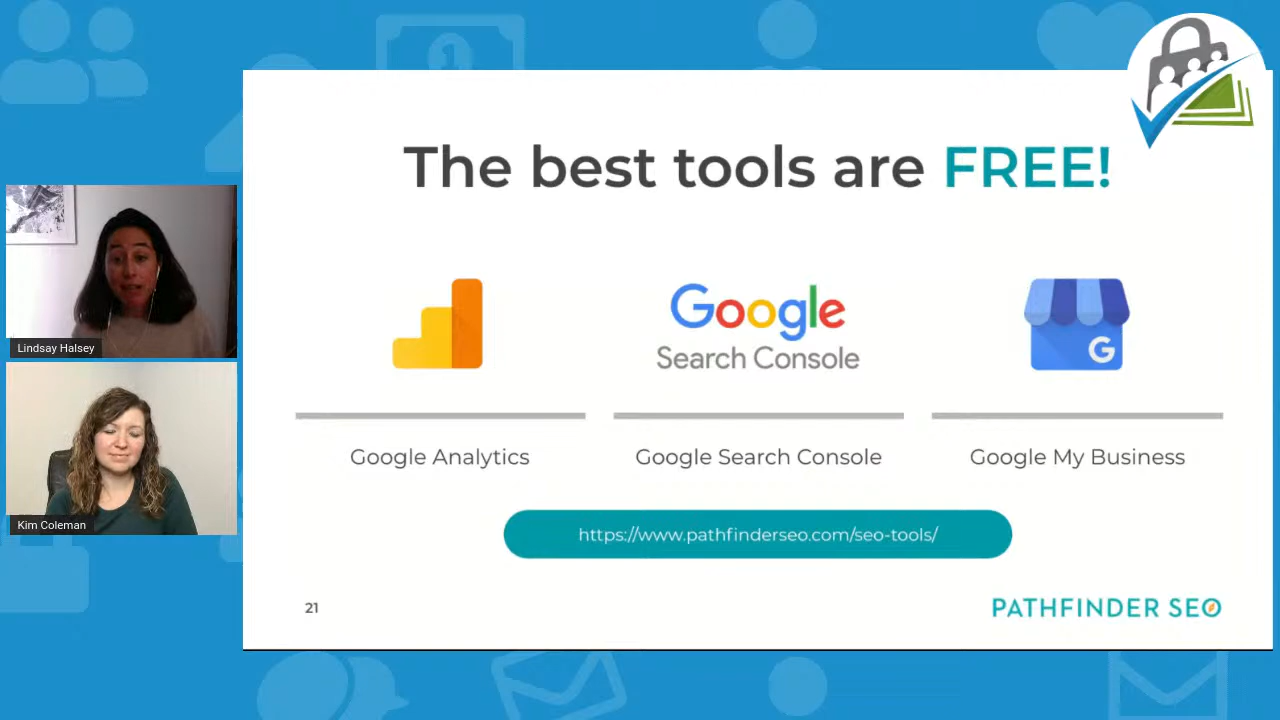 The best tools are FREE!
Google
Search Console
G
Google Analytics
Google Search Console
Google My Business
https://www.pathfinderseo.com/seo-tools/
21
PATHFINDER SEO
Lindsay Halsey
Kim Coleman
1